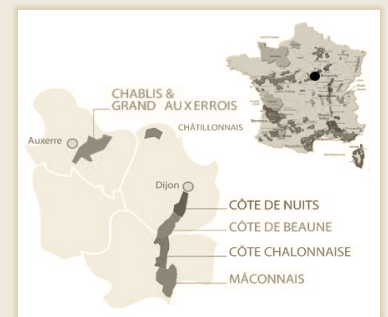 CHABLIS &
GRAND AUXERROIS
CHÂTILLONNAIS
Auxerre
Dijon
CÔTE DE NUITS
CÔTE DE BEAUNE
CÔTE CHALONNAISE
MÂCONNAIS